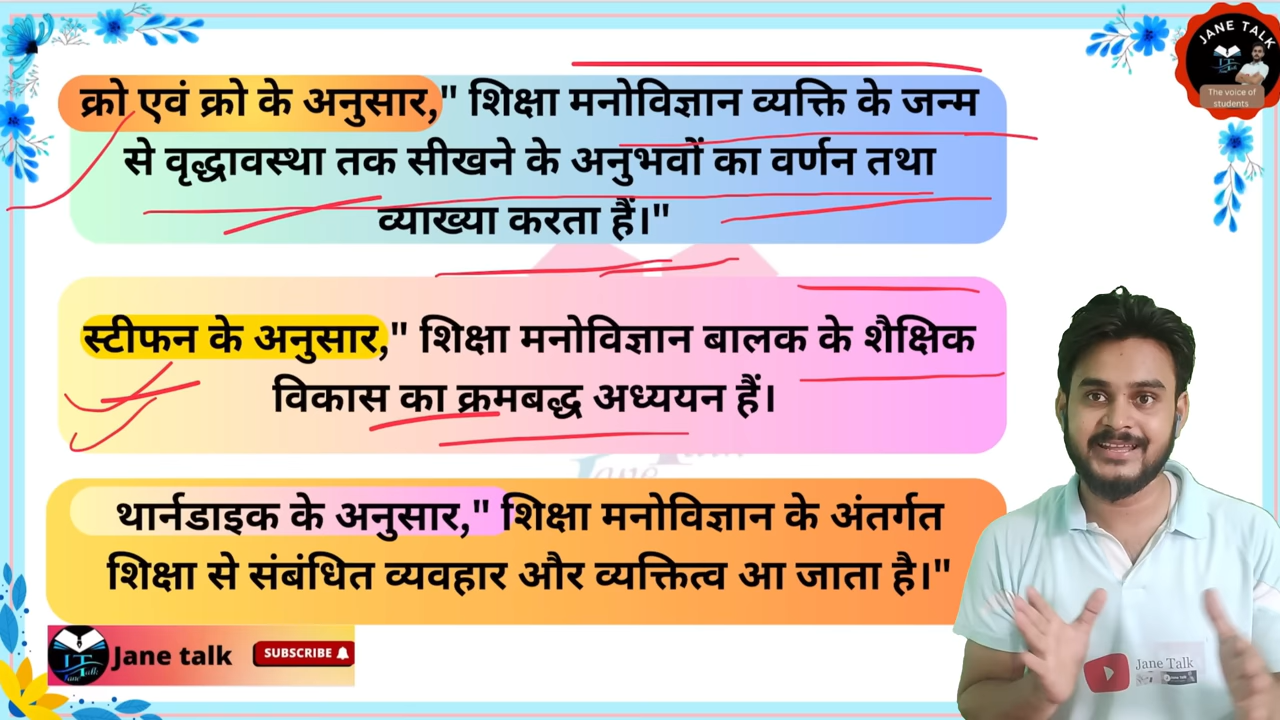 JANE TALK
The voice of
students
क्रो एवं क्रो के अनुसार," शिक्षा मनोविज्ञान व्यक्ति के जन्म
से वृद्धावस्था तक सीखने के अनुभवों का वर्णन तथा
व्याख्या करता हैं।"
स्टीफन के अनुसार," शिक्षा मनोविज्ञान बालक के शैक्षिक
विकास का क्रमबद्ध अध्ययन हैं।
थार्नडाइक के अनुसार," शिक्षा मनोविज्ञान के अंतर्गत
शिक्षा से संबंधित व्यवहार और व्यक्तित्व आ जाता है।"
Jane talk
SUBSCRIBE
Jane Talk